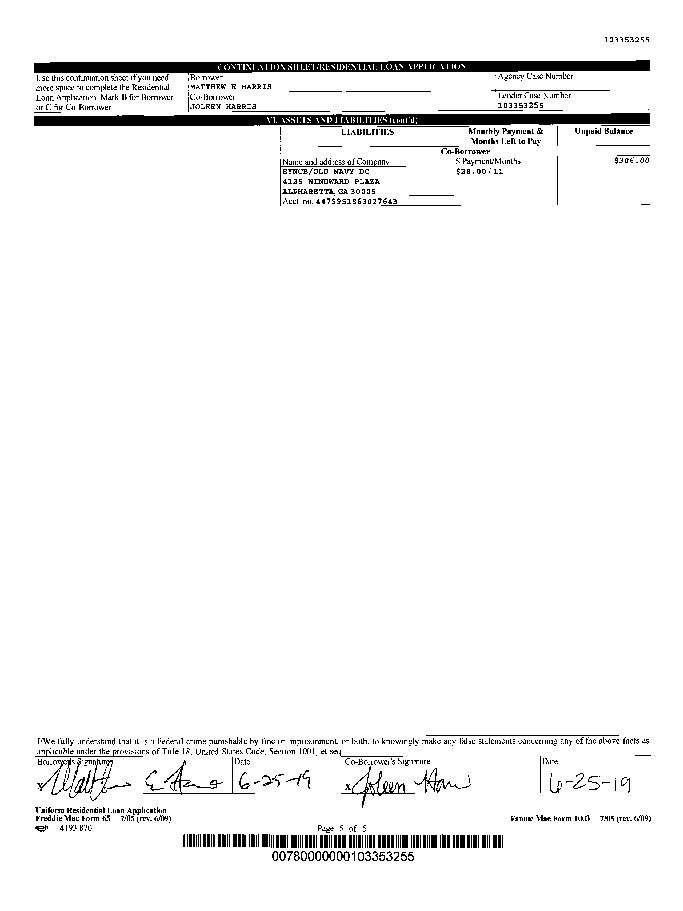 103353255
CONTINUATION SHEET/RESIDENTIAL LOAN APPLICATION
Use this continuation sheet if you need
more space to complete the Residential
Loan Application. Mark B for Borrower
or C for Co-Borrower.
Borrower
MATTHEW E HARRIS
Co-Borrower
JOLEEN HARRIS
Agency Case Number
Lender Case Number
103353255
VI. ASSETS AND LIABILITIES (cont'd)
LIABILITIES
Monthly Payment &
Months Left to Pay
Unpaid Balance
Co-Borrower
Name and address of Company
$ Payment/Months
$306.00
SYNCB/OLD NAVY DC
$28.00/11
4125 WINDWARD PLAZA
ALPHARETTA, GA 30005
Acct. no.
I/We fully understand that it is a Federal crime punishable by fine or imprisonment, or both, to knowingly make any false statements concerning any of the above facts as
applicable under the provisions of Title 18, United States Code, Section 1001, et seq.
Borrower's Signature
Date
Co-Borrower's Signature
Date
x Matth E Harris 6-25-19 x Joleen Harris 6-25-19
Uniform Residential Loan Application
Freddie Mac Form 65 7/05 (rev. 6/09)
Fannie Mae Form 1003 7/05 (rev. 6/09)
Page 5 of 5
00780000000103353255